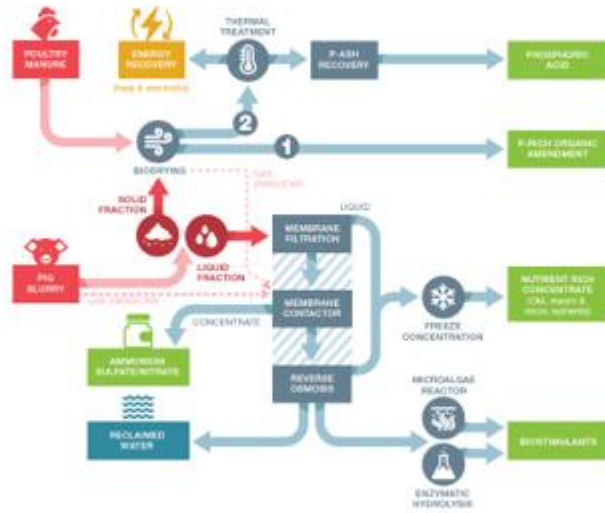 THERMAL
TREATMENT
POULTRY
MANURE
ENERGY
RECOVERY
P-ASH
RECOVERY
PHOSPHORIC
ACID
2
1
P-RICH ORGANIC
AMENDMENT
BIODRYING
SOLID
FRACTION
LIQUID
MEMBRANE
FILTRATION
LIQUID
FRACTION
PIG
SLURRY
MEMBRANE
CONTACTOR
NUTRIENT RICH
CONCENTRATE
CONCENTRATE
FREEZE
CONCENTRATION
AMMONIUM
SULFATE/NITRATE
REVERSE
OSMOSIS
MICROALGAE
REACTOR
RECLAIMED
WATER
BIOSTIMULANTS
ENZYMATIC
HYDROLYSIS